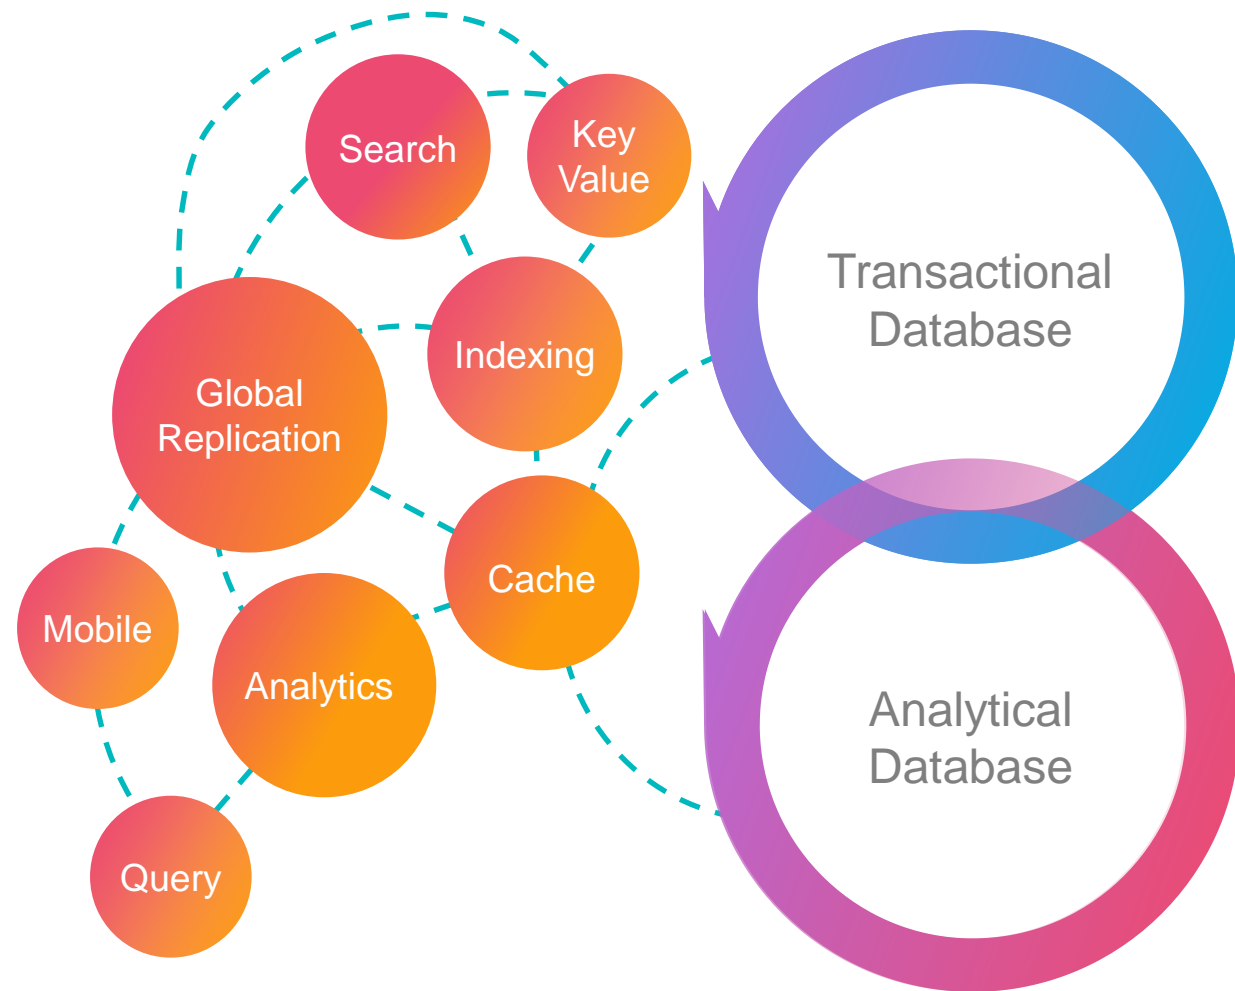 Search
Key
Value
Indexing
Global
Replication
Cache
Mobile
Analytics
Query
Transactional
Database
Analytical
Database